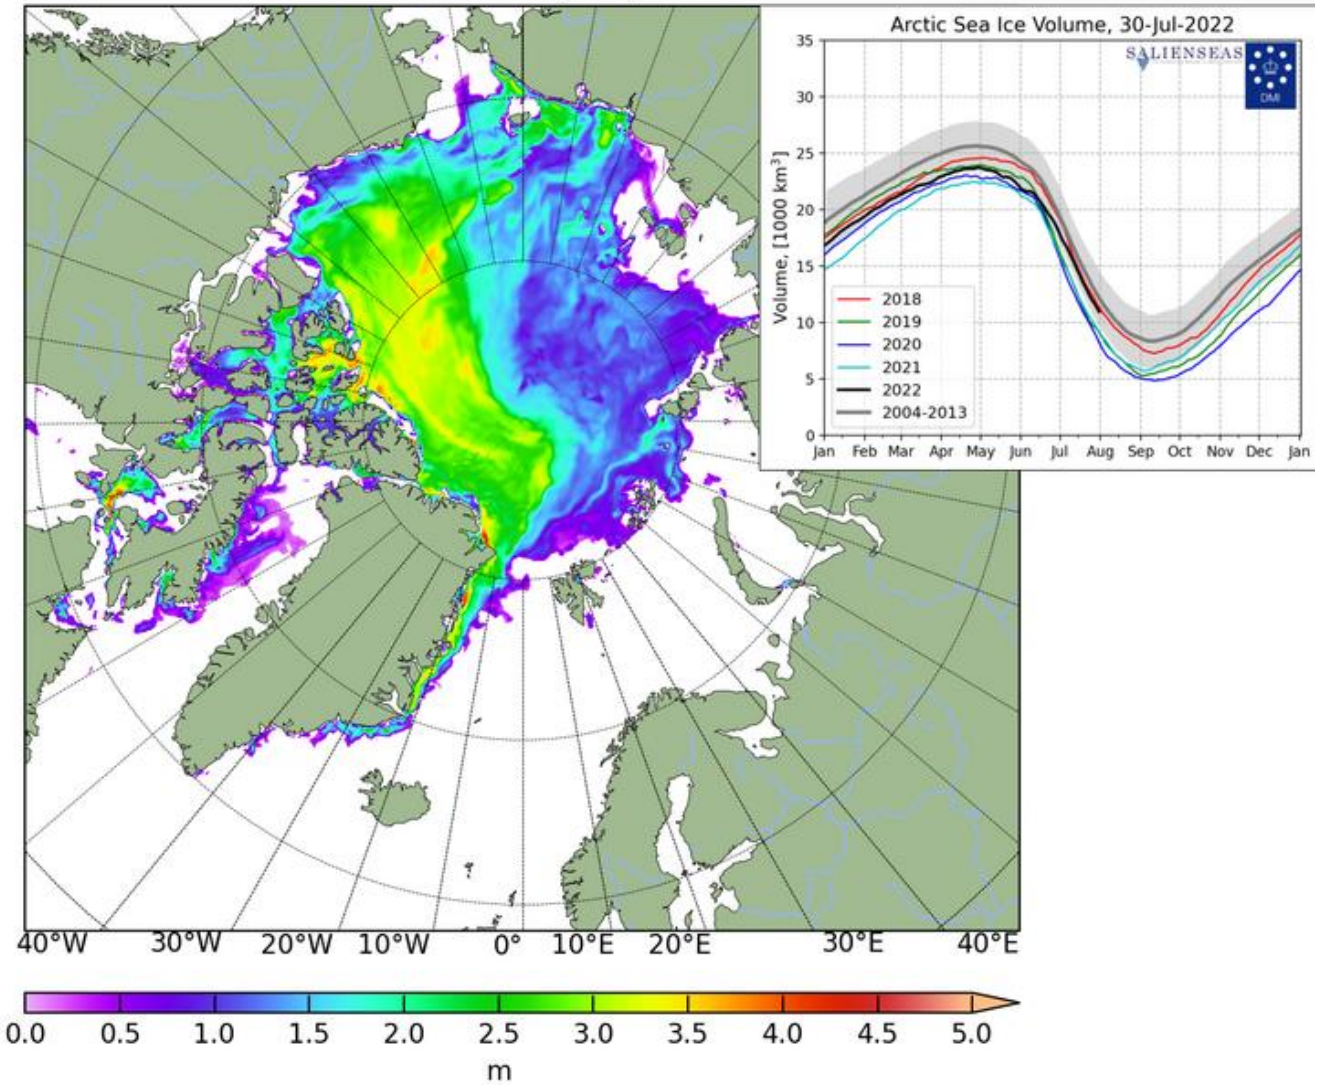 Arctic Sea Ice Volume, 30-Jul-2022
SALIENSEAS
DMI
Volume, [1000 km³]
35
30
25
20
15
10
5
0
2018
2019
2020
2021
2022
2004-2013
Jan Feb Mar Apr May Jun Jul Aug Sep Oct Nov Dec Jan
40°W 30°W 20°W 10°W 0° 10°E 20°E 30°E 40°E
0.0 0.5 1.0 1.5 2.0 2.5 3.0 3.5 4.0 4.5 5.0
m